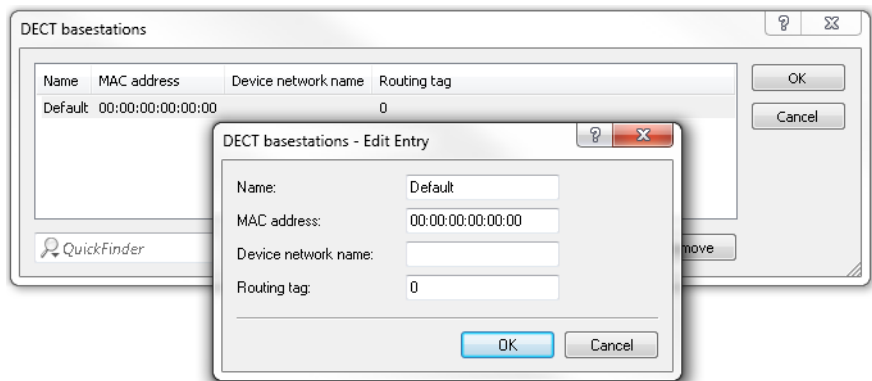 DECT basestations
Name MAC address Device network name Routing tag
Default 00:00:00:00:00:00 0
OK
Cancel
QuickFinder
move
DECT basestations - Edit Entry
Name: Default
MAC address: 00:00:00:00:00:00
Device network name:
Routing tag: 0
OK Cancel